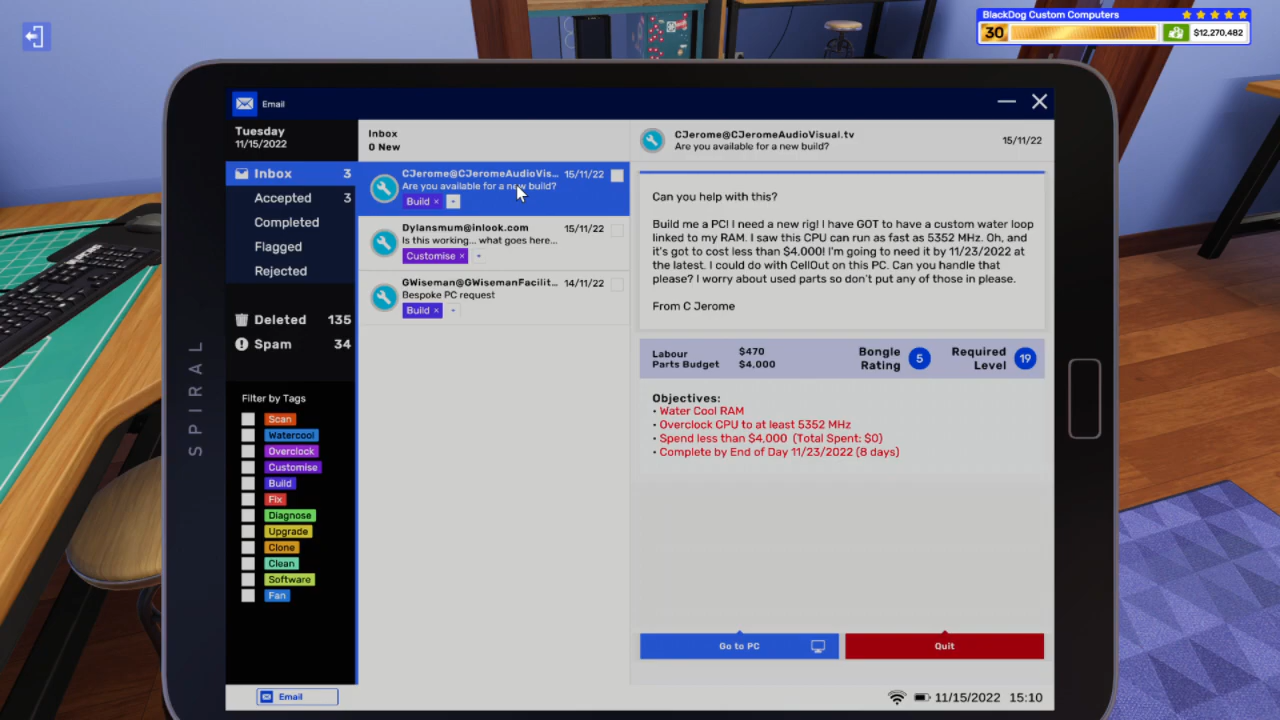 BlackDog Custom Computers
30
$12,270,482
Email
Tuesday
11/15/2022
Inbox 3
Accepted 3
Completed
Flagged
Rejected
Deleted 135
Spam 34
Filter by Tags
Scan
Watercool
Overclock
Customise
Build
Fix
Diagnose
Upgrade
Clone
Clean
Software
Fan
SPIRAL
Inbox
0 New
CJerome@CJeromeAudioVis... 15/11/22
Are you available for a new build?
Build × -
Dylansmum@inlook.com 15/11/22
Is this working... what goes here...
Customise × -
GWiseman@GWisemanFacilit... 14/11/22
Bespoke PC request
Build × -
CJerome@CJeromeAudioVisual.tv 15/11/22
Are you available for a new build?
Can you help with this?
Build me a PC! I need a new rig! I have GOT to have a custom water loop
linked to my RAM. I saw this CPU can run as fast as 5352 MHz. Oh, and
it's got to cost less than $4,000! I'm going to need it by 11/23/2022 at
the latest. I could do with CellOut on this PC. Can you handle that
please? I worry about used parts so don't put any of those in please.
From C Jerome
Labour $470
Parts Budget $4,000
Bongle Rating 5
Required Level 19
Objectives:
• Water Cool RAM
• Overclock CPU to at least 5352 MHz
• Spend less than $4,000 (Total Spent: $0)
• Complete by End of Day 11/23/2022 (8 days)
Go to PC
Quit
Email
11/15/2022 15:10